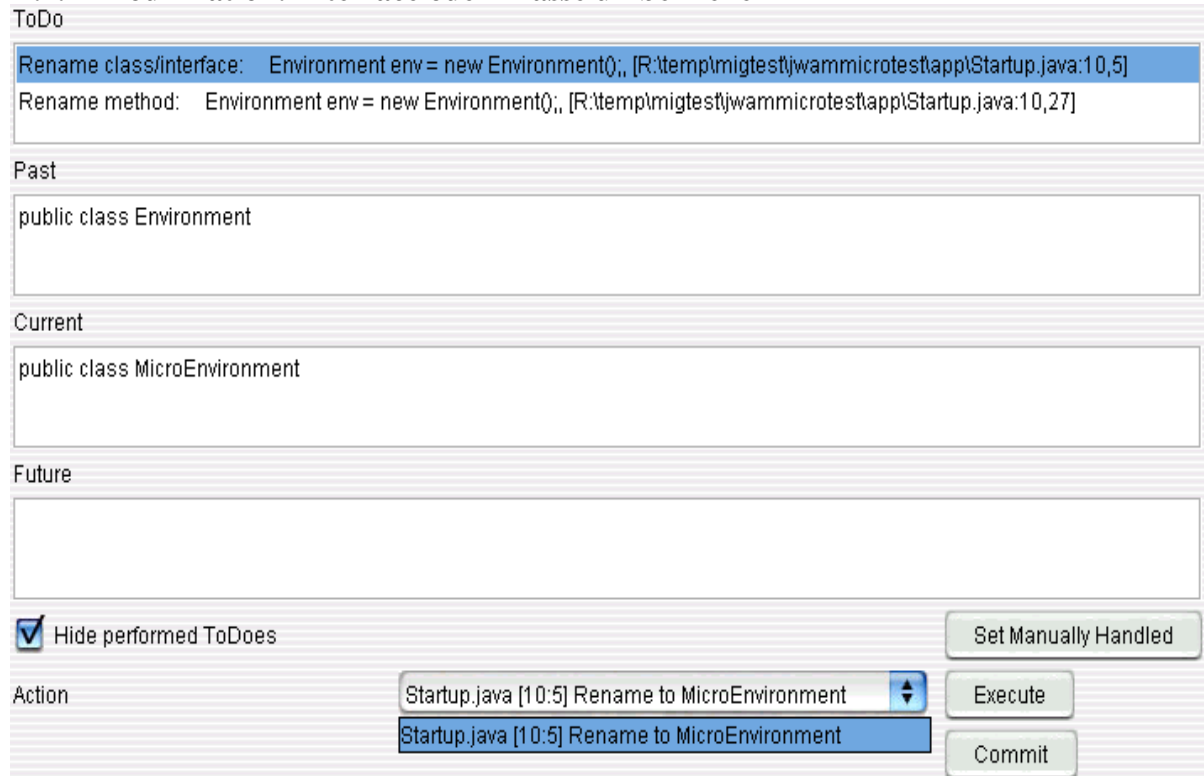 ToDo
Rename class/interface: Environment env = new Environment();, [R:\temp\migtest\jwammicrotest\app\Startup.java:10,5]
Rename method: Environment env = new Environment();, [R:\temp\migtest\jwammicrotest\app\Startup.java:10,27]
Past
public class Environment
Current
public class MicroEnvironment
Future
Hide performed ToDoes
Set Manually Handled
Action
Startup.java [10:5] Rename to MicroEnvironment
Execute
Startup.java [10:5] Rename to MicroEnvironment
Commit